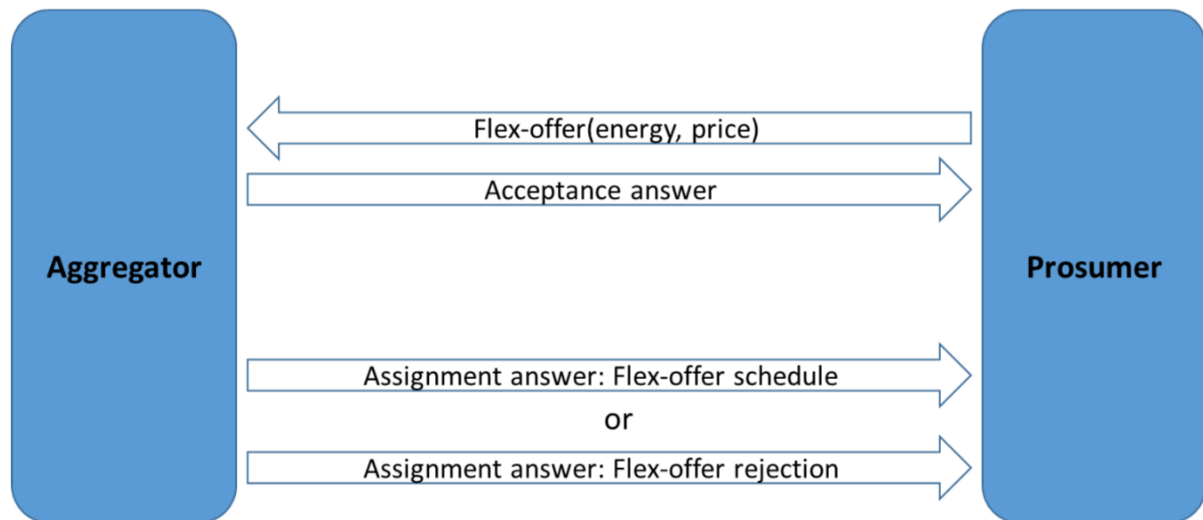 Flex-offer(energy, price)
Acceptance answer
Aggregator
Prosumer
Assignment answer: Flex-offer schedule
or
Assignment answer: Flex-offer rejection